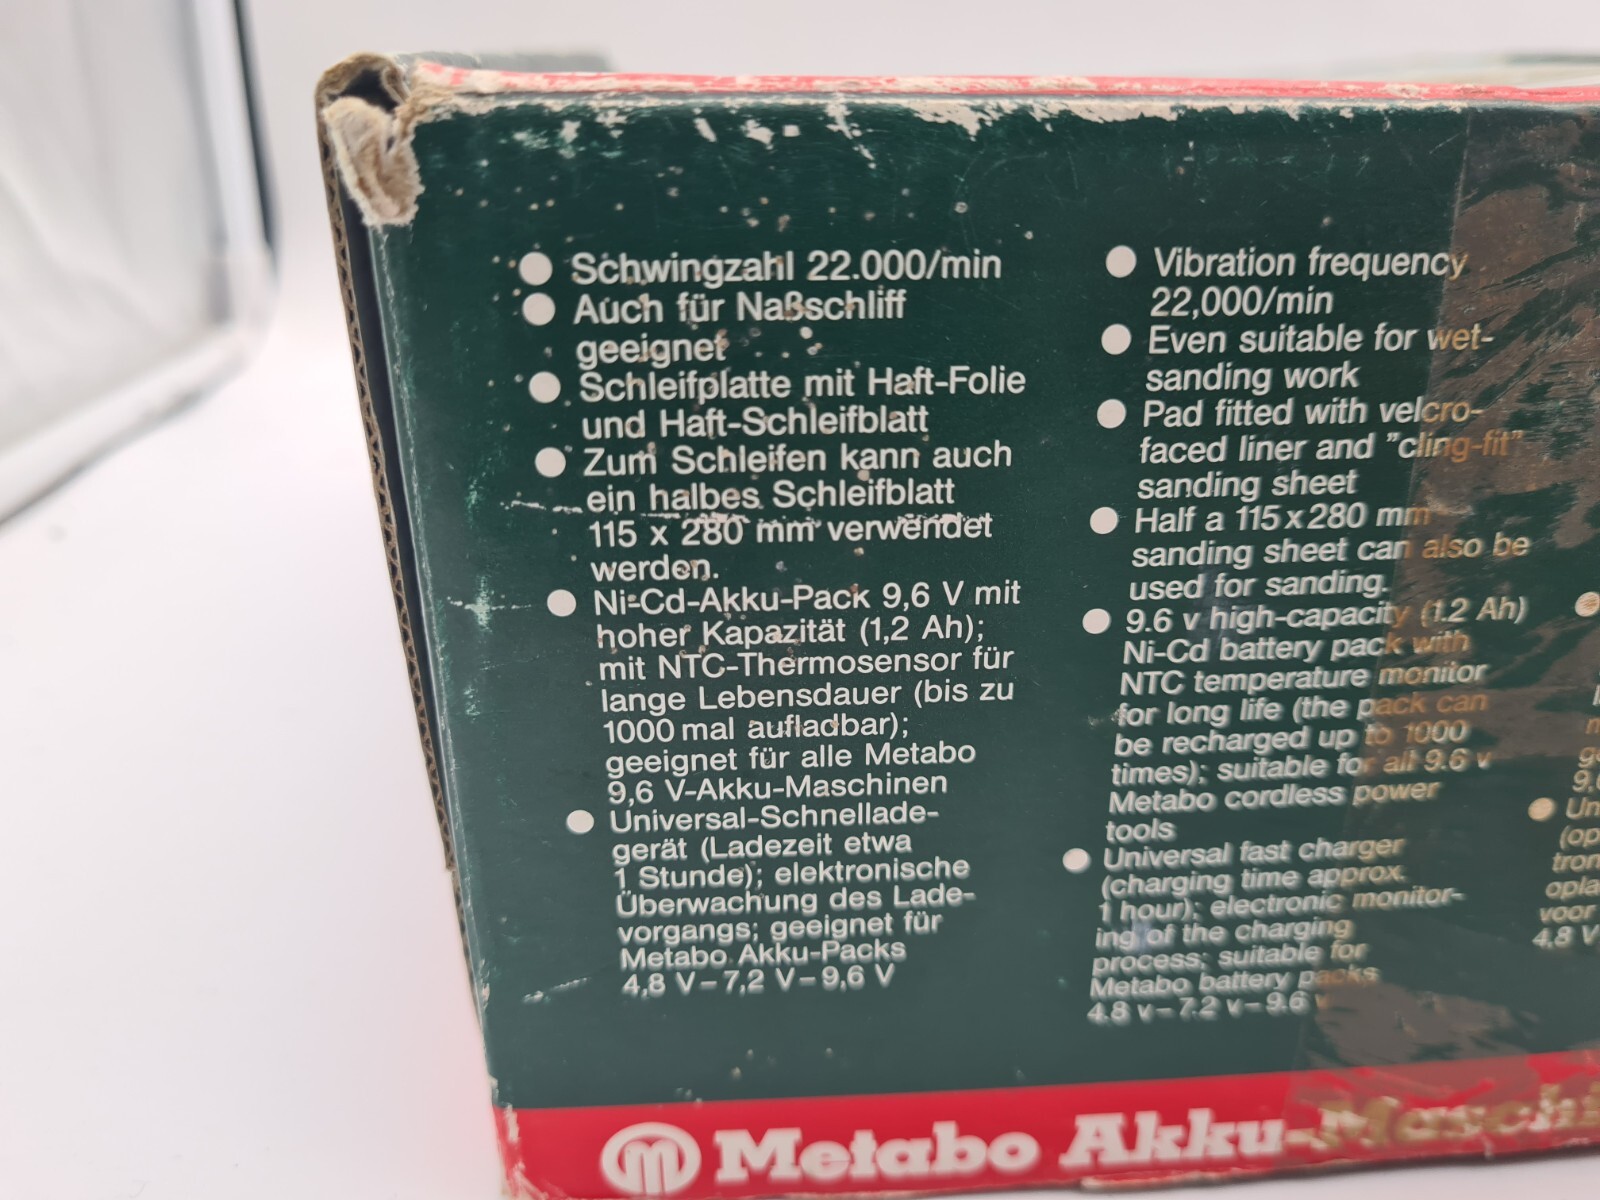 Schwingzahl 22.000/min
Auch für Naßschliff
geeignet
Schleifplatte mit Haft-Folie
und Haft-Schleifblatt
Zum Schleifen kann auch
ein halbes Schleifblatt
115 x 280 mm verwendet
werden.
Ni-Cd-Akku-Pack 9,6 V mit
hoher Kapazität (1,2 Ah);
mit NTC-Thermosensor für
lange Lebensdauer (bis zu
1000 mal aufladbar);
geeignet für alle Metabo
9,6 V-Akku-Maschinen
Universal-Schnellade-
gerät (Ladezeit etwa
1 Stunde); elektronische
Überwachung des Lade-
vorgangs; geeignet für
Metabo Akku-Packs
4,8 V – 7,2 V – 9,6 V
Vibration frequency
22,000/min
Even suitable for wet-
sanding work
Pad fitted with velcro-
faced liner and "cling-fit"
sanding sheet
Half a 115 x 280 mm
sanding sheet can also be
used for sanding.
9.6 v high-capacity (1.2 Ah)
Ni-Cd battery pack with
NTC temperature monitor
for long life (the pack can
be recharged up to 1000
times); suitable for all 9.6 v
Metabo cordless power
tools
Universal fast charger
(charging time approx.
1 hour); electronic monitor-
ing of the charging
process; suitable for
Metabo battery packs
4.8 v – 7.2 v – 9.6 v
Un
(op
tron
opla
voor
4,8 V
Metabo Akku-Maschi